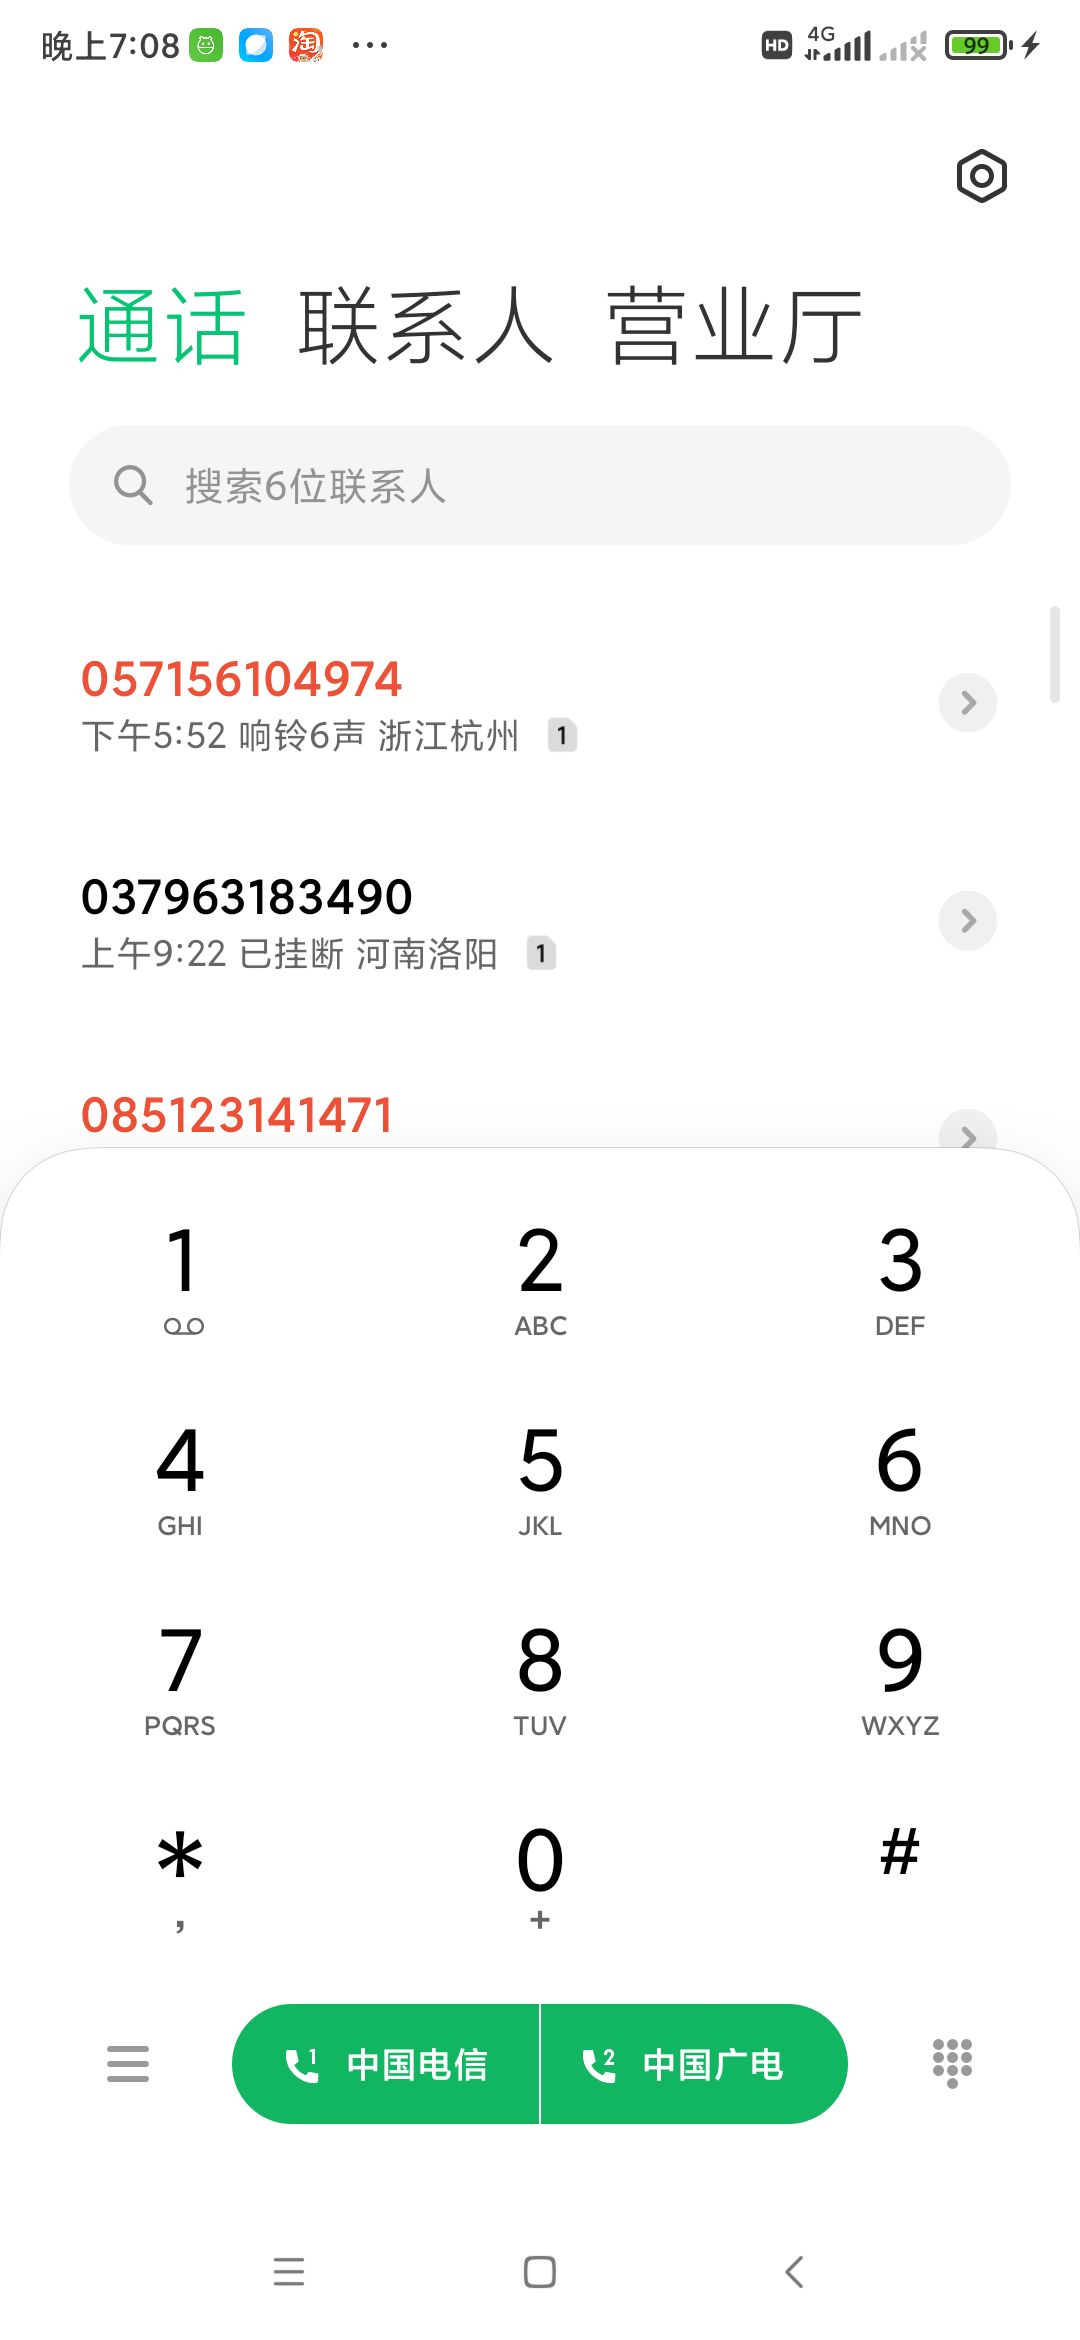 晚上7:08 淘 ··· HD 4G 99
通话 联系人 营业厅
搜索6位联系人
057156104974
下午5:52 响铃6声 浙江杭州 1
037963183490
上午9:22 已挂断 河南洛阳 1
085123141471
1 2 3
ABC DEF
4 5 6
GHI JKL MNO
7 8 9
PQRS TUV WXYZ
* 0 #
, +
1 中国电信 2 中国广电